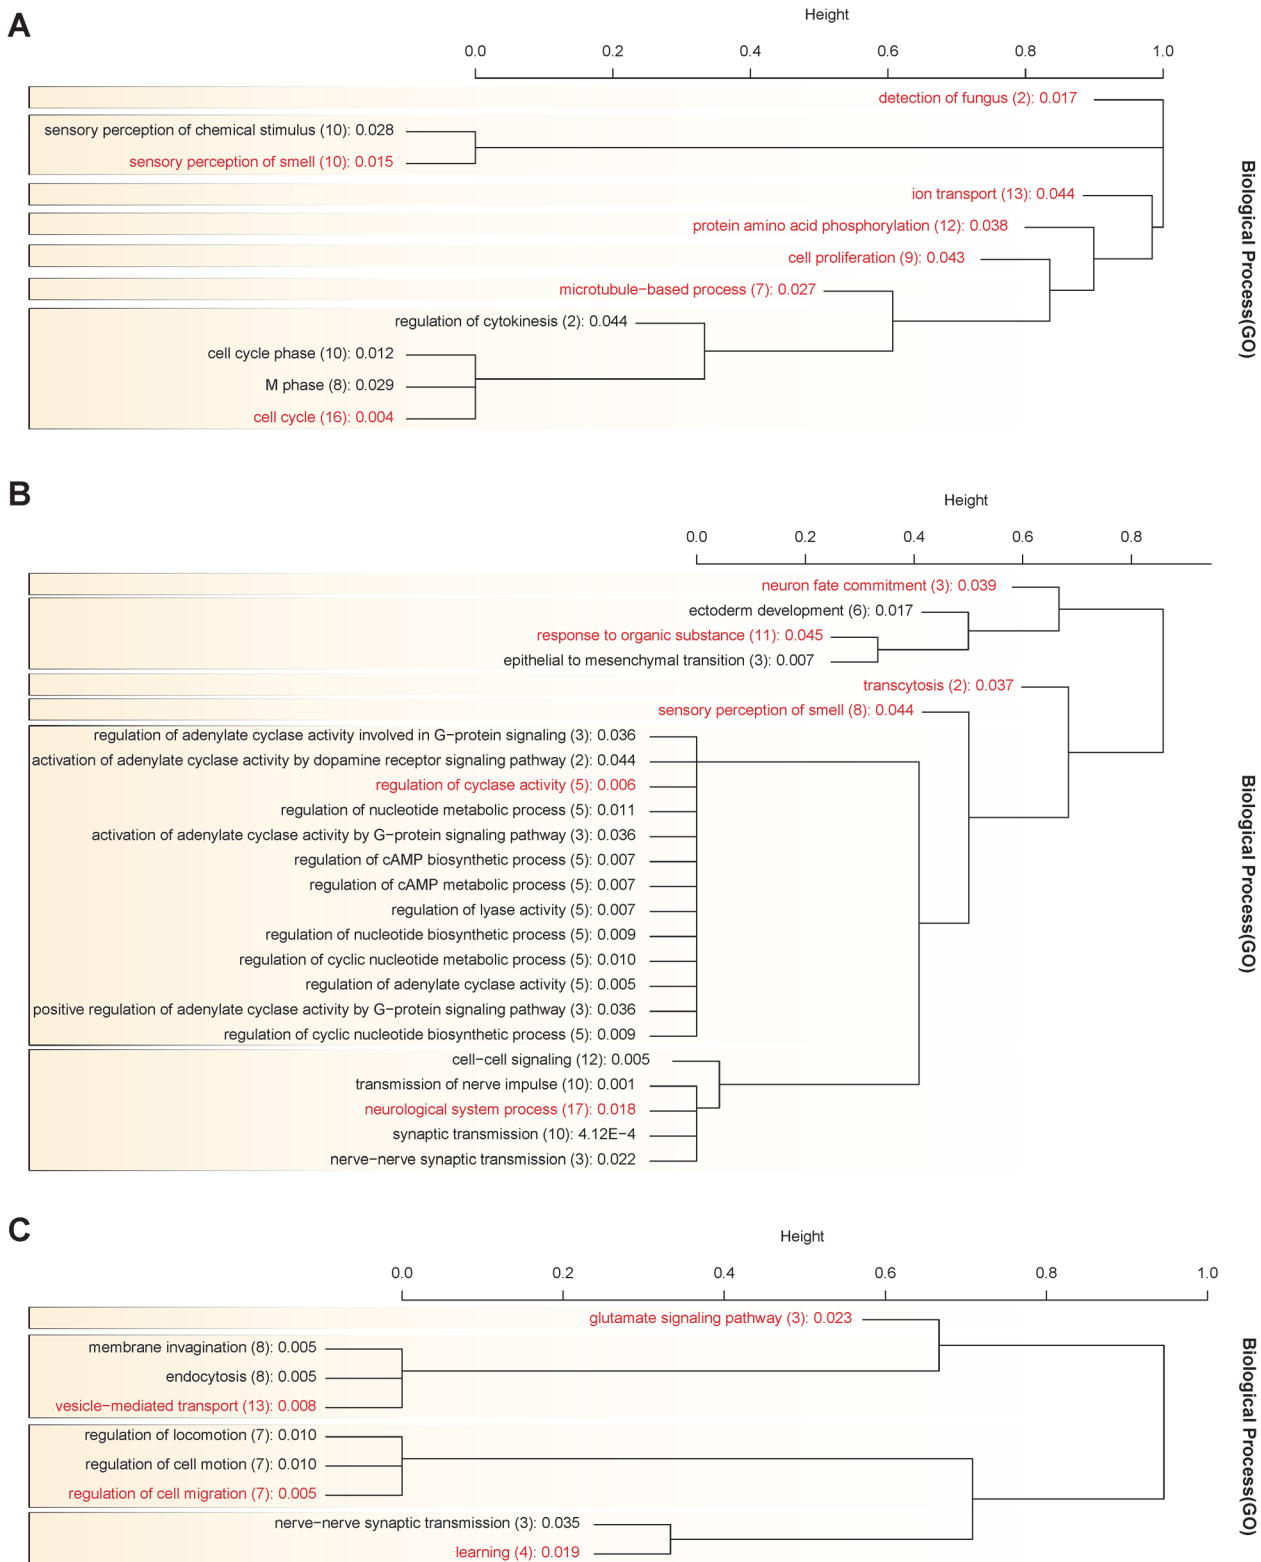 A
Height
0.0 0.2 0.4 0.6 0.8 1.0
detection of fungus (2): 0.017
sensory perception of chemical stimulus (10): 0.028
sensory perception of smell (10): 0.015
ion transport (13): 0.044
protein amino acid phosphorylation (12): 0.038
cell proliferation (9): 0.043
microtubule−based process (7): 0.027
regulation of cytokinesis (2): 0.044
cell cycle phase (10): 0.012
M phase (8): 0.029
cell cycle (16): 0.004
Biological Process(GO)
B
Height
0.0 0.2 0.4 0.6 0.8
neuron fate commitment (3): 0.039
ectoderm development (6): 0.017
response to organic substance (11): 0.045
epithelial to mesenchymal transition (3): 0.007
transcytosis (2): 0.037
sensory perception of smell (8): 0.044
regulation of adenylate cyclase activity involved in G−protein signaling (3): 0.036
activation of adenylate cyclase activity by dopamine receptor signaling pathway (2): 0.044
regulation of cyclase activity (5): 0.006
regulation of nucleotide metabolic process (5): 0.011
activation of adenylate cyclase activity by G−protein signaling pathway (3): 0.036
regulation of cAMP biosynthetic process (5): 0.007
regulation of cAMP metabolic process (5): 0.007
regulation of lyase activity (5): 0.007
regulation of nucleotide biosynthetic process (5): 0.009
regulation of cyclic nucleotide metabolic process (5): 0.010
regulation of adenylate cyclase activity (5): 0.005
positive regulation of adenylate cyclase activity by G−protein signaling pathway (3): 0.036
regulation of cyclic nucleotide biosynthetic process (5): 0.009
cell−cell signaling (12): 0.005
transmission of nerve impulse (10): 0.001
neurological system process (17): 0.018
synaptic transmission (10): 4.12E−4
nerve−nerve synaptic transmission (3): 0.022
Biological Process(GO)
C
Height
0.0 0.2 0.4 0.6 0.8 1.0
glutamate signaling pathway (3): 0.023
membrane invagination (8): 0.005
endocytosis (8): 0.005
vesicle−mediated transport (13): 0.008
regulation of locomotion (7): 0.010
regulation of cell motion (7): 0.010
regulation of cell migration (7): 0.005
nerve−nerve synaptic transmission (3): 0.035
learning (4): 0.019
Biological Process(GO)